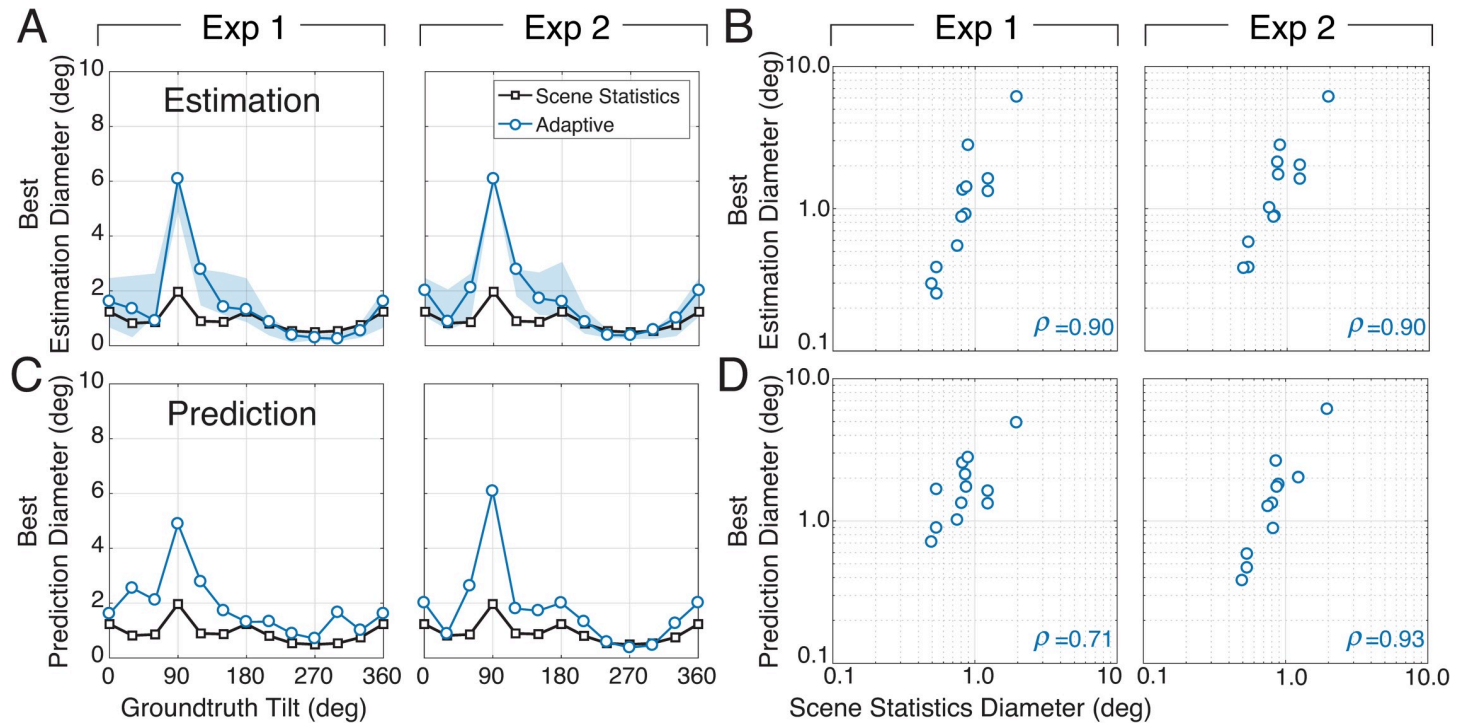 A
Exp 1
Exp 2
B
Exp 1
Exp 2
Best
Estimation Diameter (deg)
10
8
6
4
2
0
Estimation
Scene Statistics
Adaptive
Best
Estimation Diameter (deg)
10.0
1.0
0.1
ρ=0.90
ρ=0.90
C
Best
Prediction Diameter (deg)
10
8
6
4
2
0
Prediction
0 90 180 270 360
0 90 180 270 360
Groundtruth Tilt (deg)
D
Best
Prediction Diameter (deg)
10.0
1.0
0.1
ρ=0.71
ρ=0.93
0.1 1.0 10
0.1 1.0 10.0
Scene Statistics Diameter (deg)